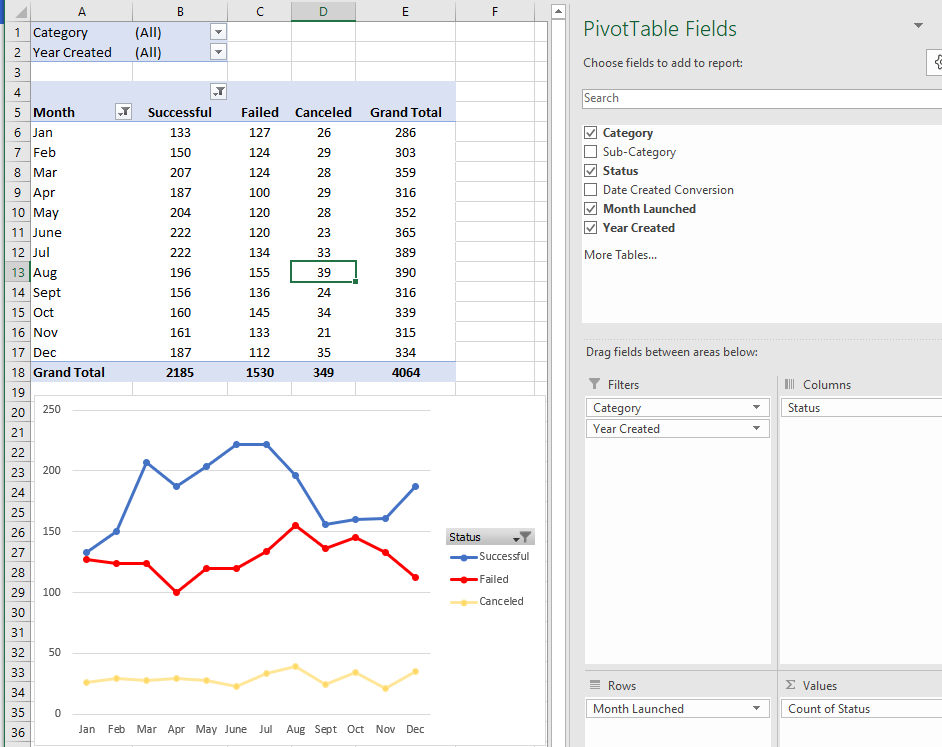 A B C D E F
1 Category (All)
2 Year Created (All)
3
4
5 Month Successful Failed Canceled Grand Total
6 Jan 133 127 26 286
7 Feb 150 124 29 303
8 Mar 207 124 28 359
9 Apr 187 100 29 316
10 May 204 120 28 352
11 June 222 120 23 365
12 Jul 222 134 33 389
13 Aug 196 155 39 390
14 Sept 156 136 24 316
15 Oct 160 145 34 339
16 Nov 161 133 21 315
17 Dec 187 112 35 334
18 Grand Total 2185 1530 349 4064
19
20
21
22
23
24
25
26
27
28
29
30
31
32
33
34
35
36
250
200
150
100
50
0
Jan Feb Mar Apr May June Jul Aug Sept Oct Nov Dec
Status
Successful
Failed
Canceled
PivotTable Fields
Choose fields to add to report:
Search
Category
Sub-Category
Status
Date Created Conversion
Month Launched
Year Created
More Tables...
Drag fields between areas below:
Filters
Category
Year Created
Columns
Status
Rows
Month Launched
Σ Values
Count of Status